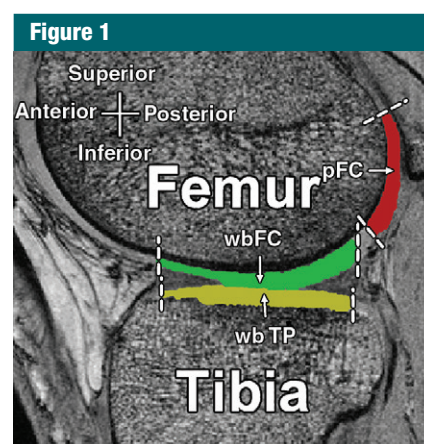 Figure 1
Superior
Anterior Posterior
Inferior
Femur
pFC
wbFC
wb TP
Tibia